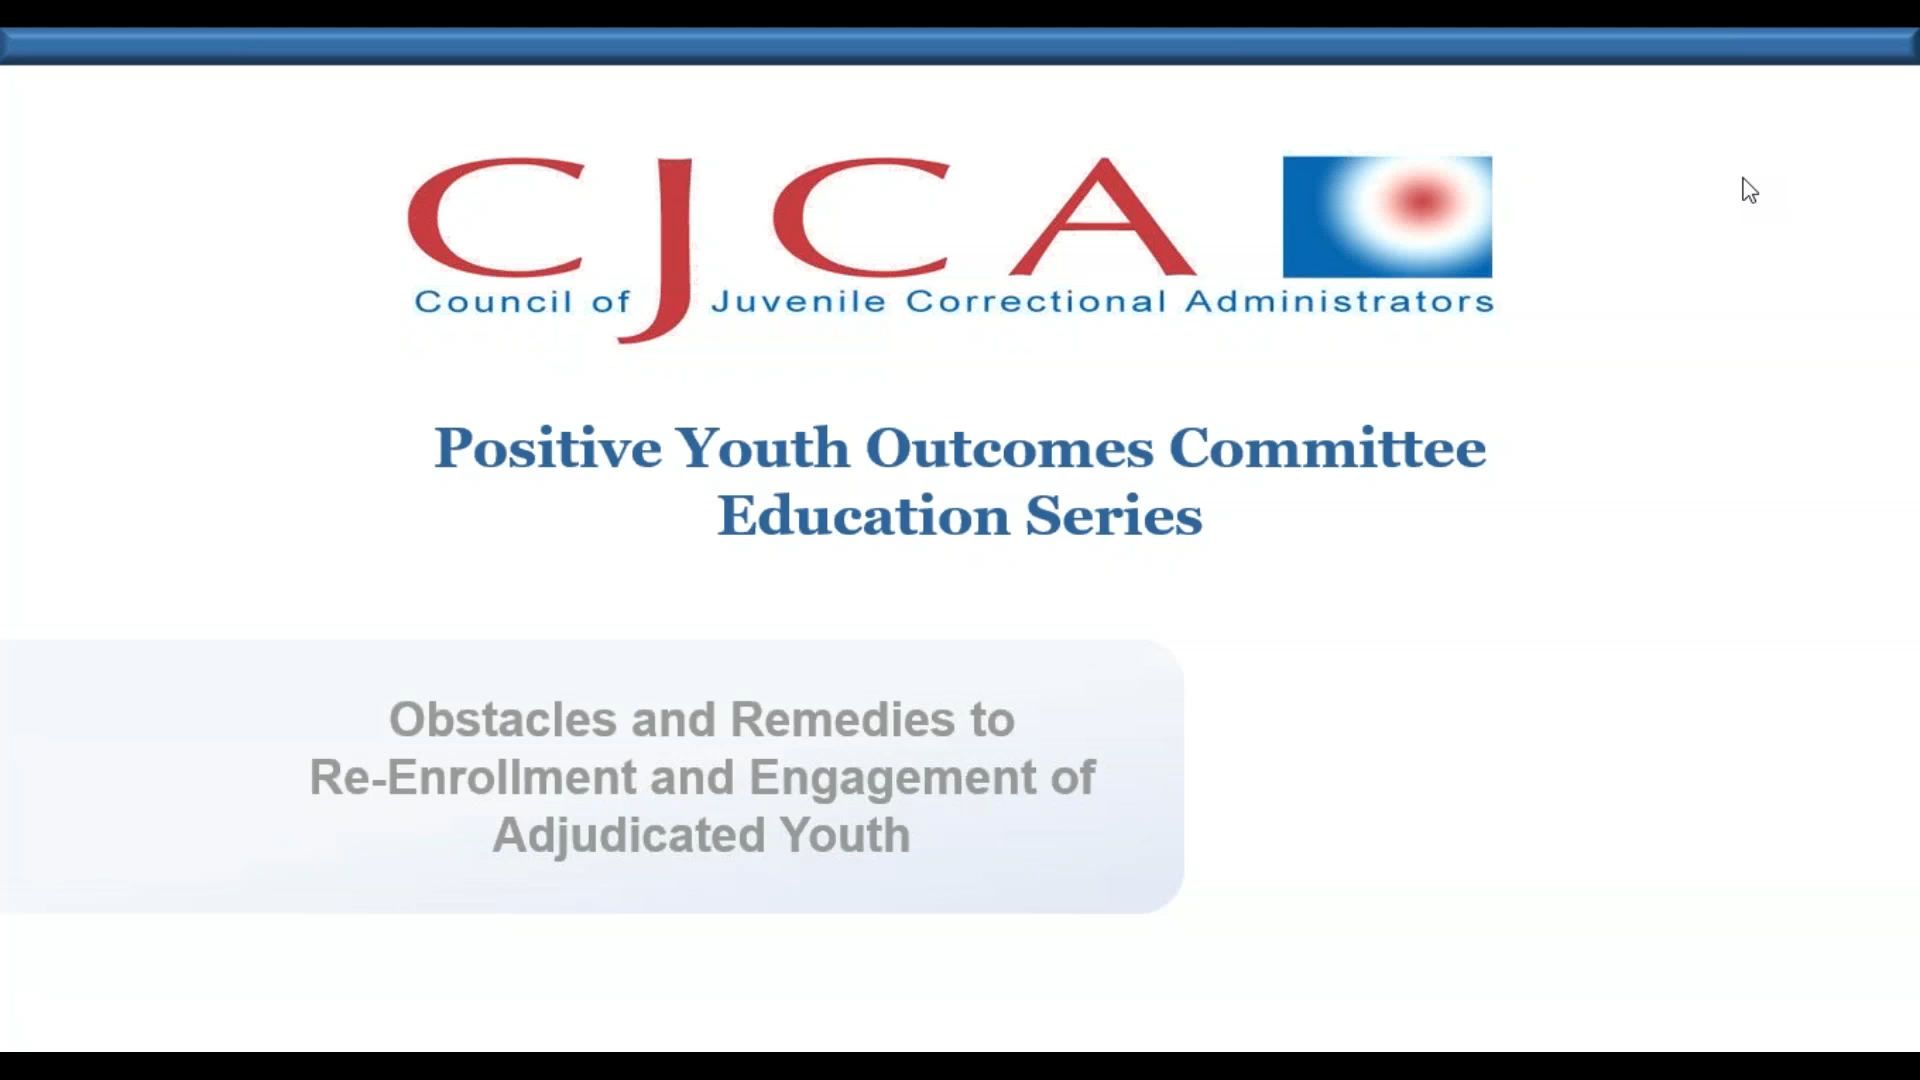 CJCA
Council of Juvenile Correctional Administrators
Positive Youth Outcomes Committee
Education Series
Obstacles and Remedies to
Re-Enrollment and Engagement of
Adjudicated Youth